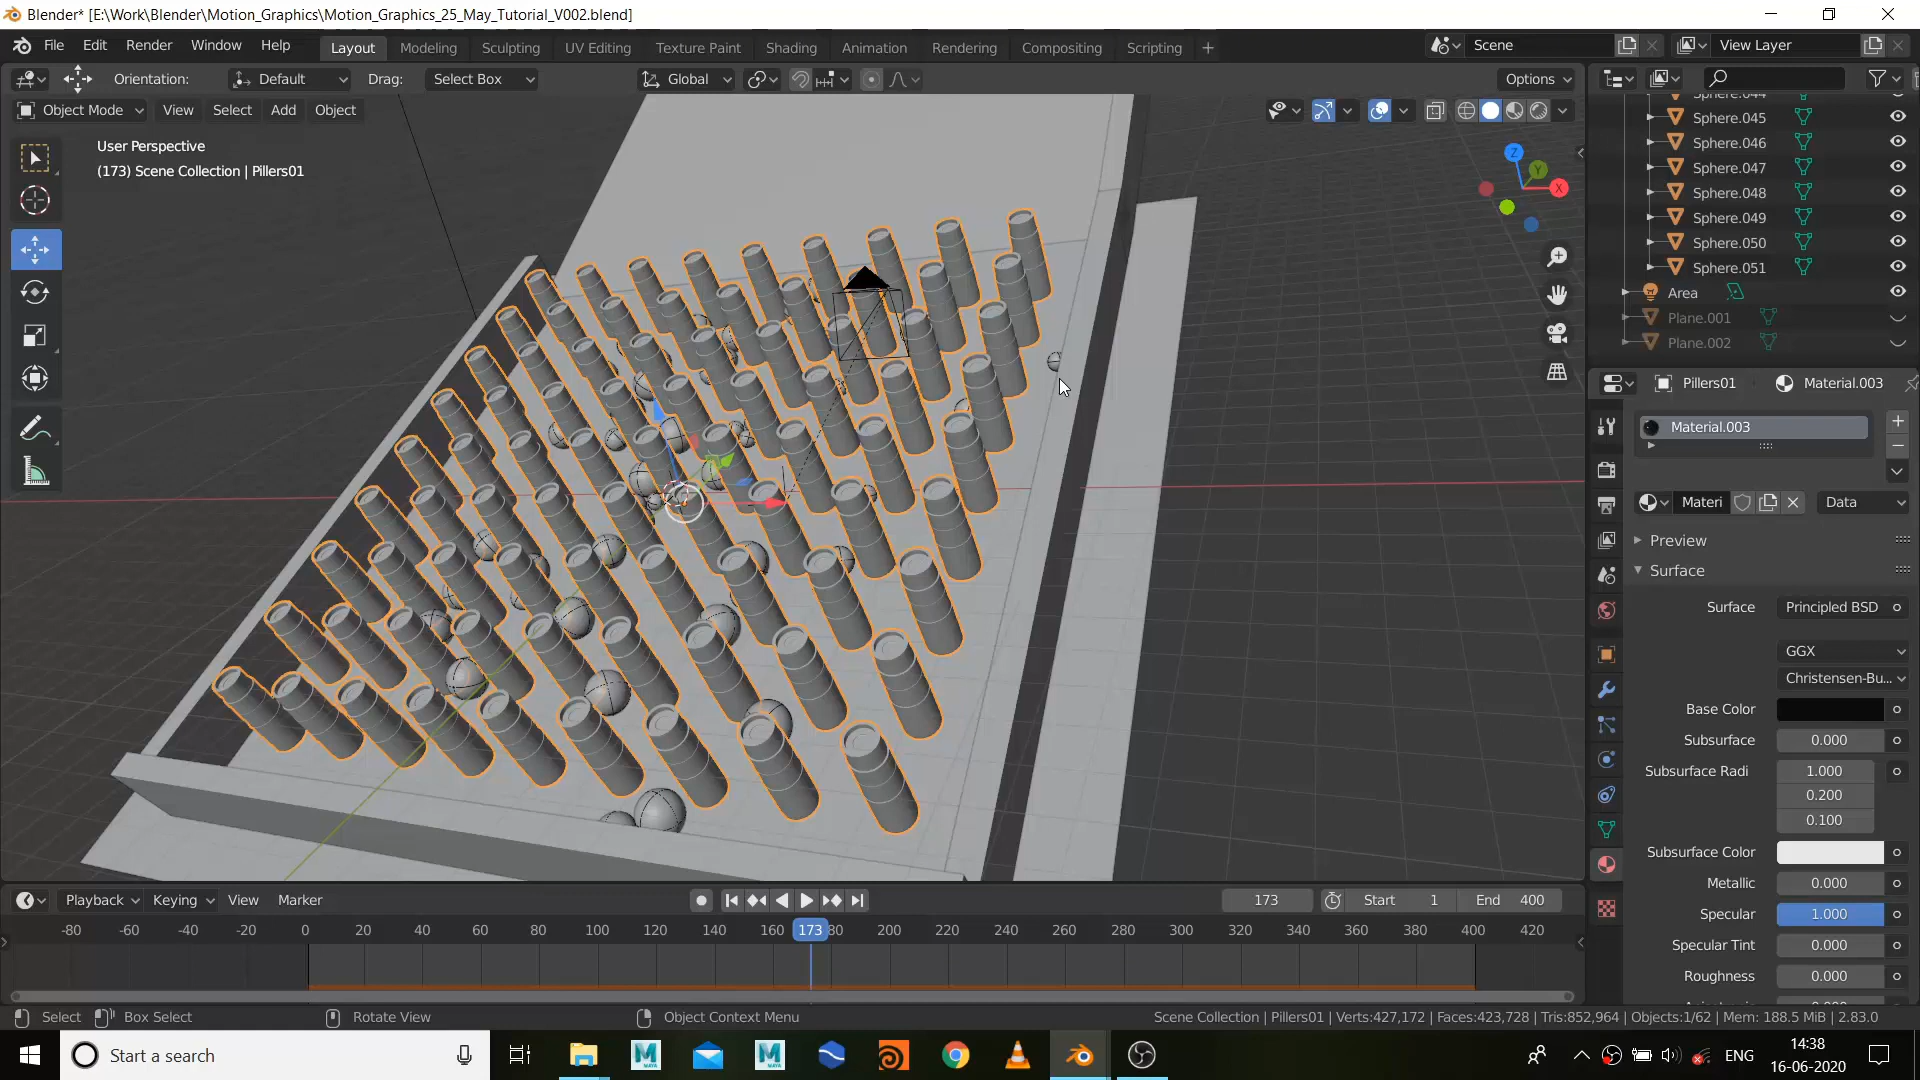 Blender* [E:\Work\Blender\Motion_Graphics\Motion_Graphics_25_May_Tutorial_V002.blend]
File Edit Render Window Help Layout Modeling Sculpting UV Editing Texture Paint Shading Animation Rendering Compositing Scripting + Scene View Layer
Orientation: Default Drag: Select Box Global Options
Object Mode View Select Add Object
User Perspective
(173) Scene Collection | Pillers01
Z
Y
X
Sphere.044
Sphere.045
Sphere.046
Sphere.047
Sphere.048
Sphere.049
Sphere.050
Sphere.051
Area
Plane.001
Plane.002
Pillers01 Material.003
Material.003
Materi Data
Preview
Surface
Surface Principled BSD
GGX
Christensen-Bu...
Base Color
Subsurface 0.000
Subsurface Radi 1.000
0.200
0.100
Subsurface Color
Metallic 0.000
Specular 1.000
Specular Tint 0.000
Roughness 0.000
Playback Keying View Marker 173 Start 1 End 400
-80 -60 -40 -20 0 20 40 60 80 100 120 140 160 173 80 200 220 240 260 280 300 320 340 360 380 400 420
Select Box Select Rotate View Object Context Menu Scene Collection | Pillers01 | Verts:427,172 | Faces:423,728 | Tris:852,964 | Objects:1/62 | Mem: 188.5 MiB | 2.83.0
Start a search
ENG
14:38
16-06-2020